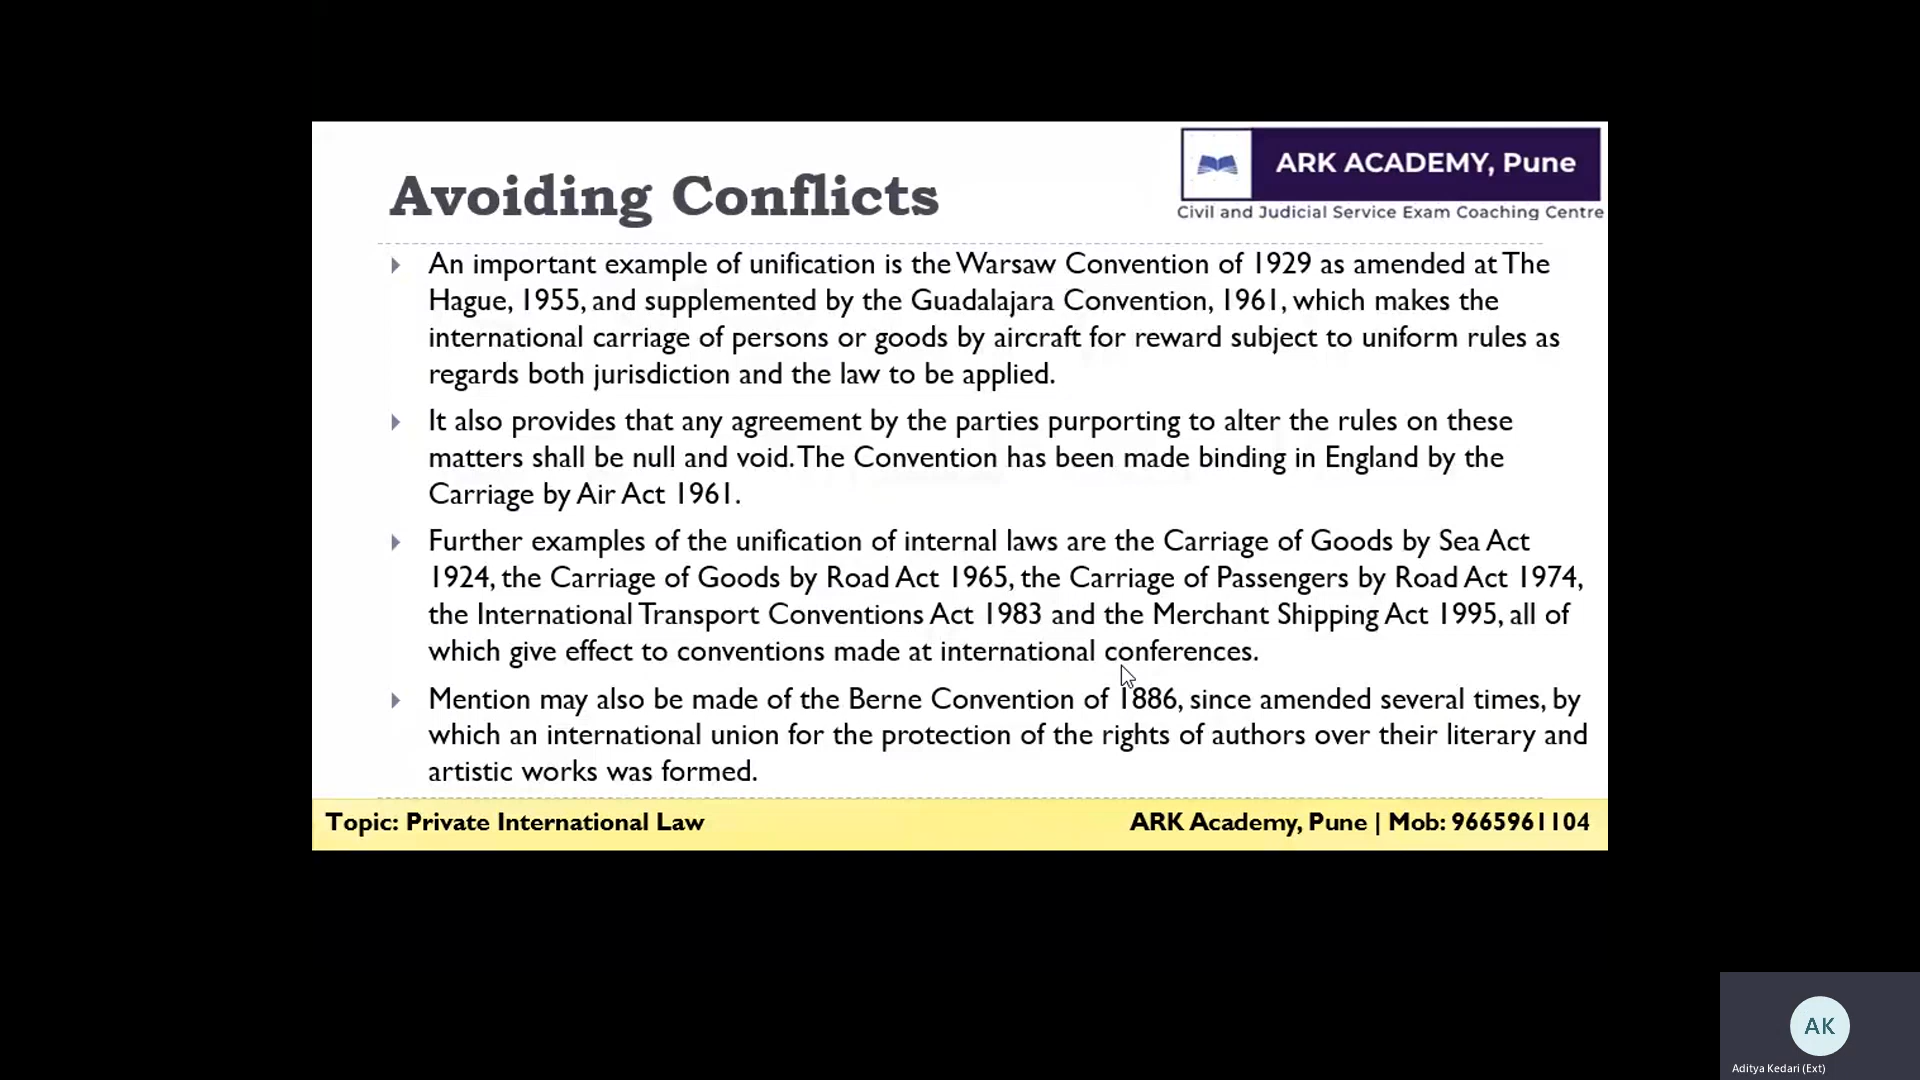 ARK ACADEMY, Pune
Civil and Judicial Service Exam Coaching Centre
Avoiding Conflicts
An important example of unification is the Warsaw Convention of 1929 as amended at The
Hague, 1955, and supplemented by the Guadalajara Convention, 1961, which makes the
international carriage of persons or goods by aircraft for reward subject to uniform rules as
regards both jurisdiction and the law to be applied.
It also provides that any agreement by the parties purporting to alter the rules on these
matters shall be null and void. The Convention has been made binding in England by the
Carriage by Air Act 1961.
Further examples of the unification of internal laws are the Carriage of Goods by Sea Act
1924, the Carriage of Goods by Road Act 1965, the Carriage of Passengers by Road Act 1974,
the International Transport Conventions Act 1983 and the Merchant Shipping Act 1995, all of
which give effect to conventions made at international conferences.
Mention may also be made of the Berne Convention of 1886, since amended several times, by
which an international union for the protection of the rights of authors over their literary and
artistic works was formed.
Topic: Private International Law
ARK Academy, Pune | Mob: 9665961104
AK
Aditya Kedari (Ext)